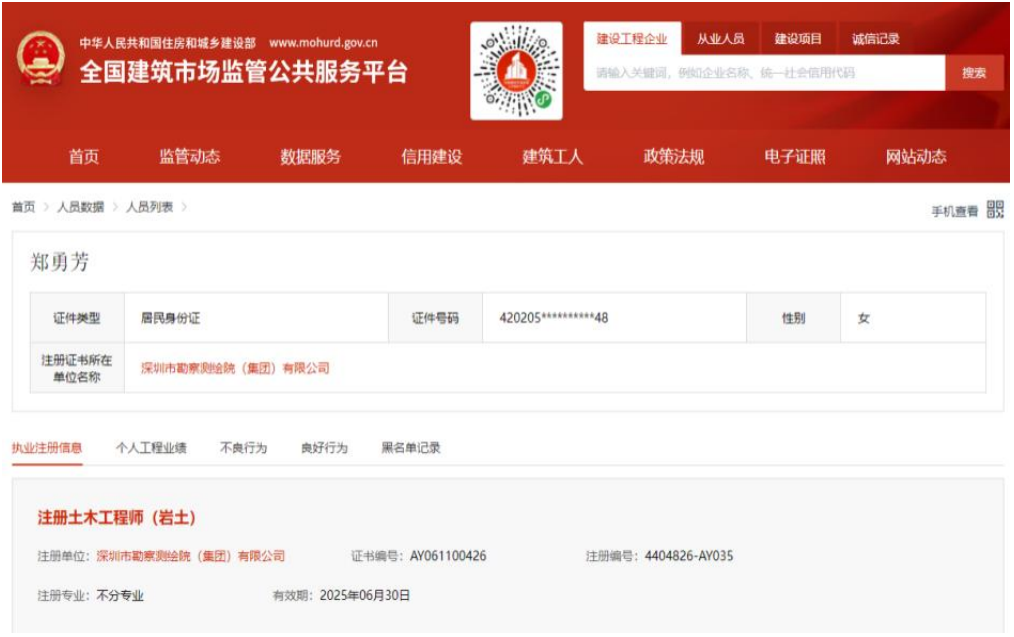 中华人民共和国住房和城乡建设部 www.mohurd.gov.cn
全国建筑市场监管公共服务平台
建设工程企业 从业人员 建设项目 诚信记录
请输入关键词，例如企业名称、统一社会信用代码 搜索
首页 监管动态 数据服务 信用建设 建筑工人 政策法规 电子证照 网站动态
首页 > 人员数据 > 人员列表 >
手机查看
郑勇芳
证件类型 居民身份证 证件号码 420205**********48 性别 女
注册证书所在
单位名称
深圳市勘察测绘院（集团）有限公司
执业注册信息 个人工程业绩 不良行为 良好行为 黑名单记录
注册土木工程师（岩土）
注册单位：深圳市勘察测绘院（集团）有限公司 证书编号：AY061100426 注册编号：4404826-AY035
注册专业：不分专业 有效期：2025年06月30日